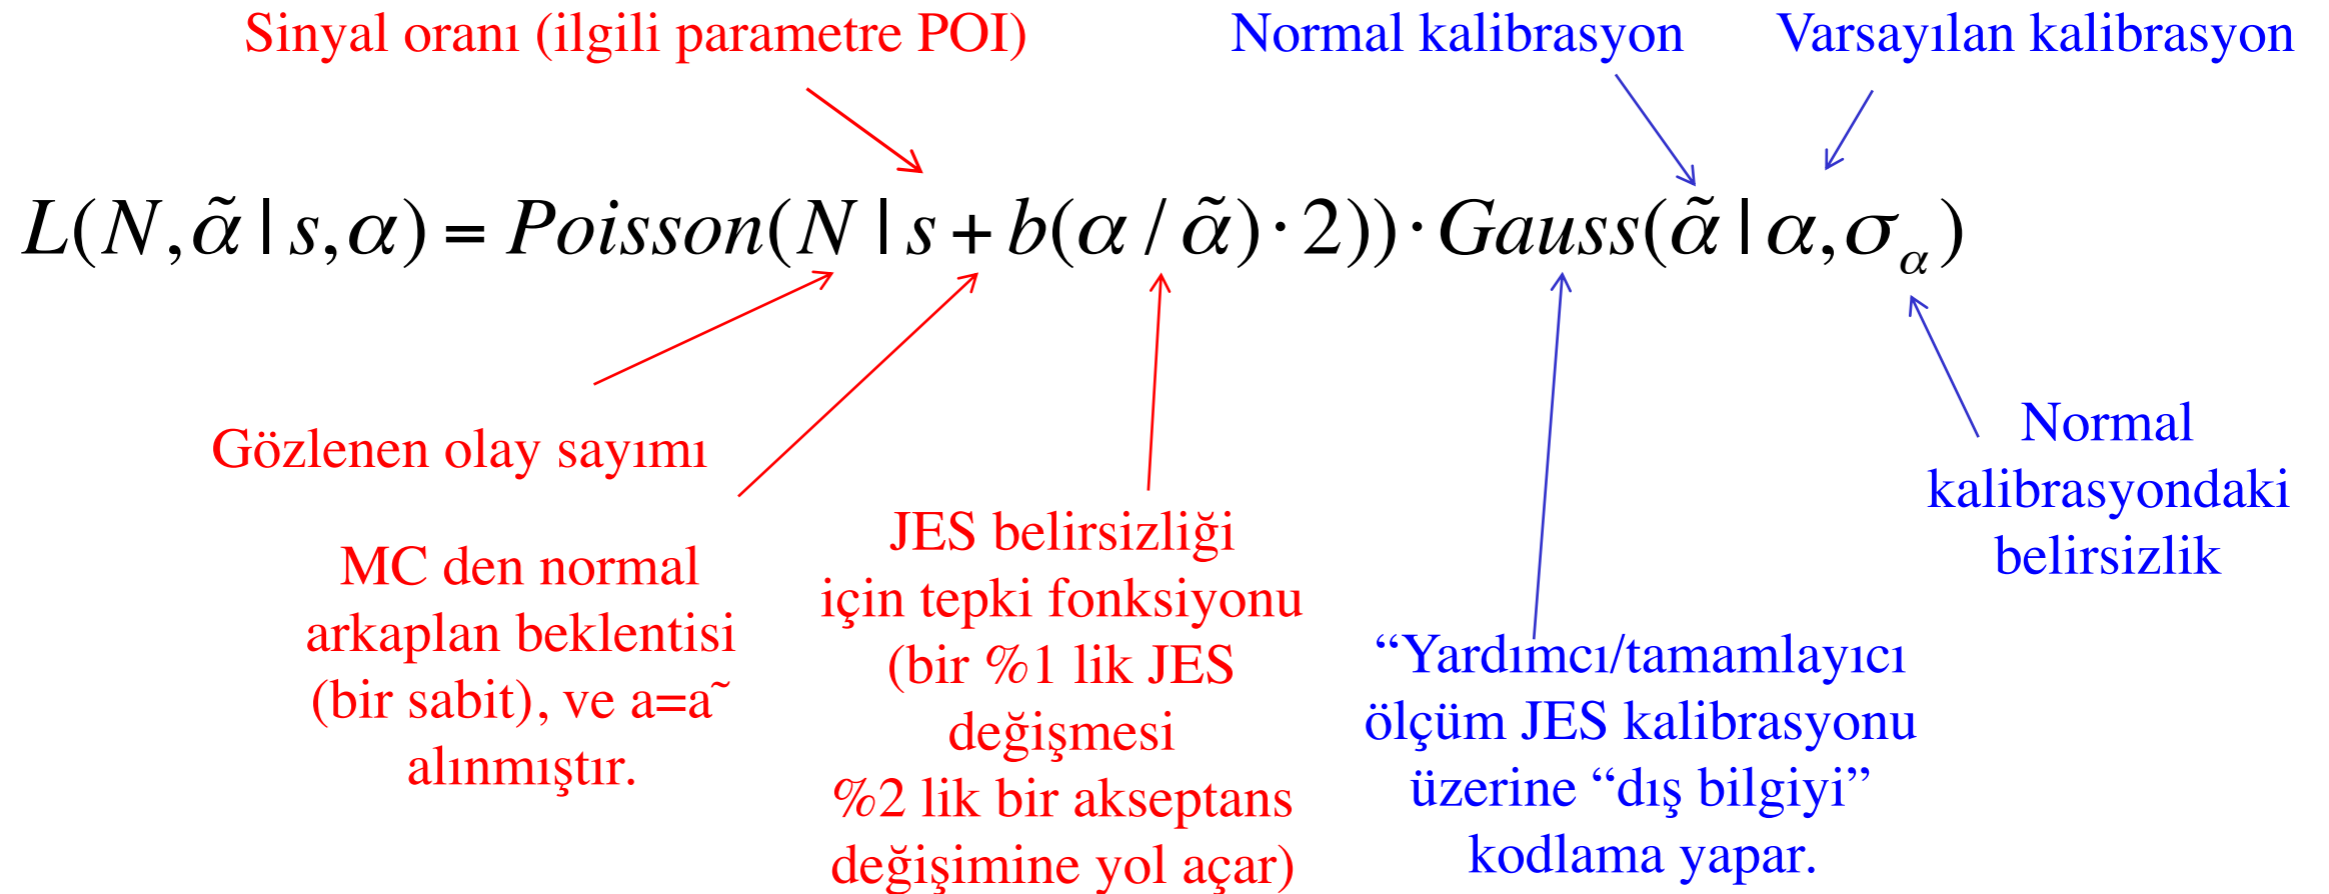 Sinyal oranı (ilgili parametre POI)
Normal kalibrasyon
Varsayılan kalibrasyon
L(N,α̃ | s,α) = Poisson(N | s + b(α / α̃) · 2)) · Gauss(α̃ | α,σ_α)
Gözlenen olay sayımı
MC den normal
arkaplan beklentisi
(bir sabit), ve a=a˜
alınmıştır.
JES belirsizliği
için tepki fonksiyonu
(bir %1 lik JES
değişmesi
%2 lik bir akseptans
değişimine yol açar)
“Yardımcı/tamamlayıcı
ölçüm JES kalibrasyonu
üzerine “dış bilgiyi”
kodlama yapar.
Normal
kalibrasyondaki
belirsizlik